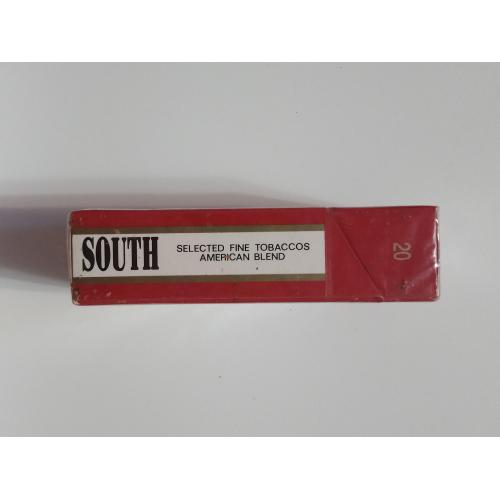 SOUTH
SELECTED FINE TOBACCOS
AMERICAN BLEND
20